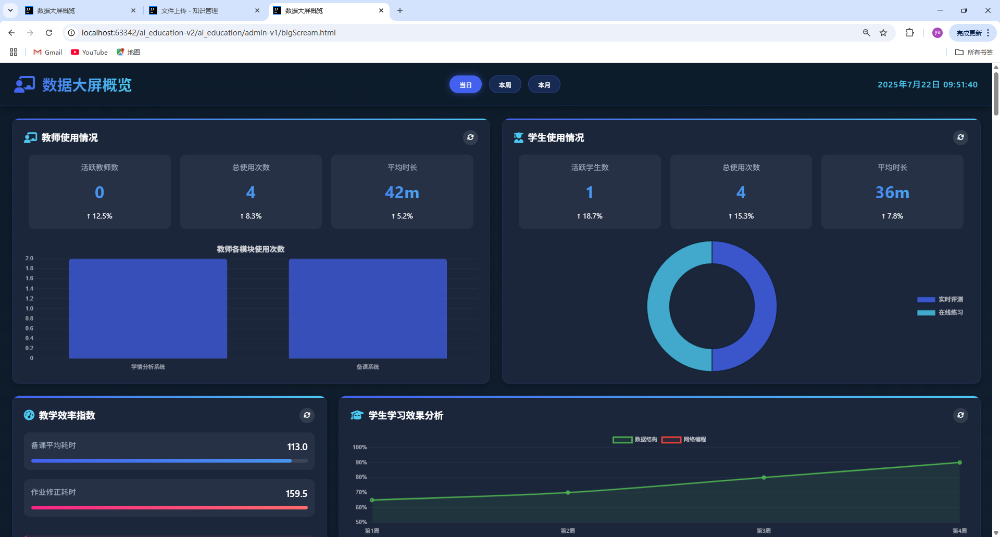 数据大屏概览
文件上传 - 知识管理
数据大屏概览
localhost:63342/ai_education-v2/ai_education/admin-v1/bigScream.html
ya
完成更新
Gmail
YouTube
地图
所有书签
数据大屏概览
当日
本周
本月
2025年7月22日 09:51:40
教师使用情况
活跃教师数
0
↑ 12.5%
总使用次数
4
↑ 8.3%
平均时长
42m
↑ 5.2%
教师各模块使用次数
2.0
1.8
1.6
1.4
1.2
1.0
0.8
0.6
0.4
0.2
0
学情分析系统
备课系统
学生使用情况
活跃学生数
1
↑ 18.7%
总使用次数
4
↑ 15.3%
平均时长
36m
↑ 7.8%
实时评测
在线练习
教学效率指数
备课平均耗时
113.0
作业修正耗时
159.5
学生学习效果分析
数据结构
网络编程
100%
90%
80%
70%
60%
50%
第1周
第2周
第3周
第4周